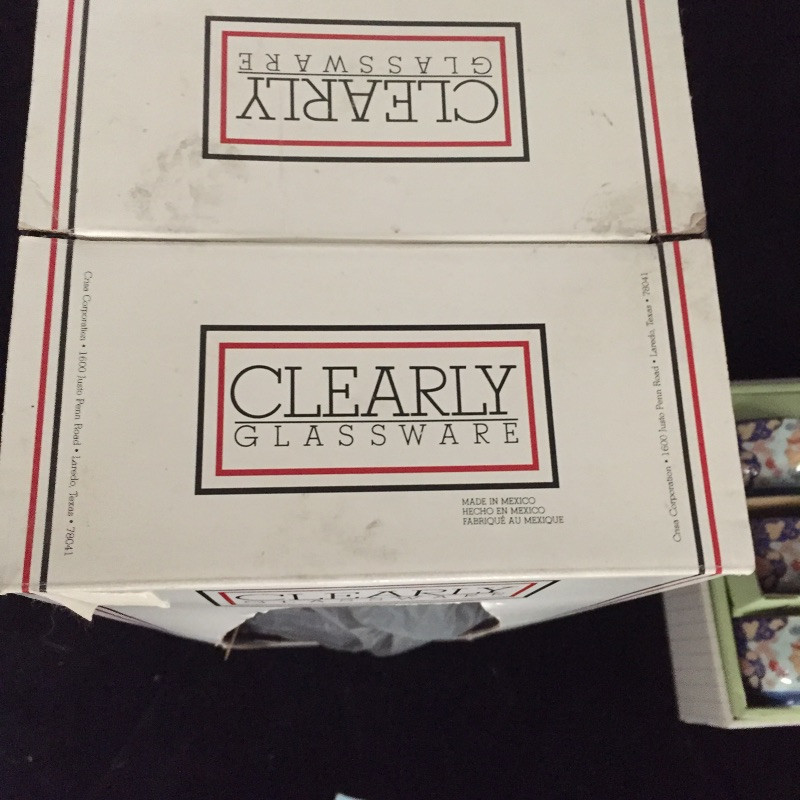 CLEARLY
GLASSWARE
Crisa Corporation • 1600 Justo Penn Road • Laredo, Texas • 78041
CLEARLY
GLASSWARE
Crisa Corporation • 1600 Justo Penn Road • Laredo, Texas • 78041
MADE IN MEXICO
HECHO EN MEXICO
FABRIQUÉ AU MEXIQUE
CLEARLY